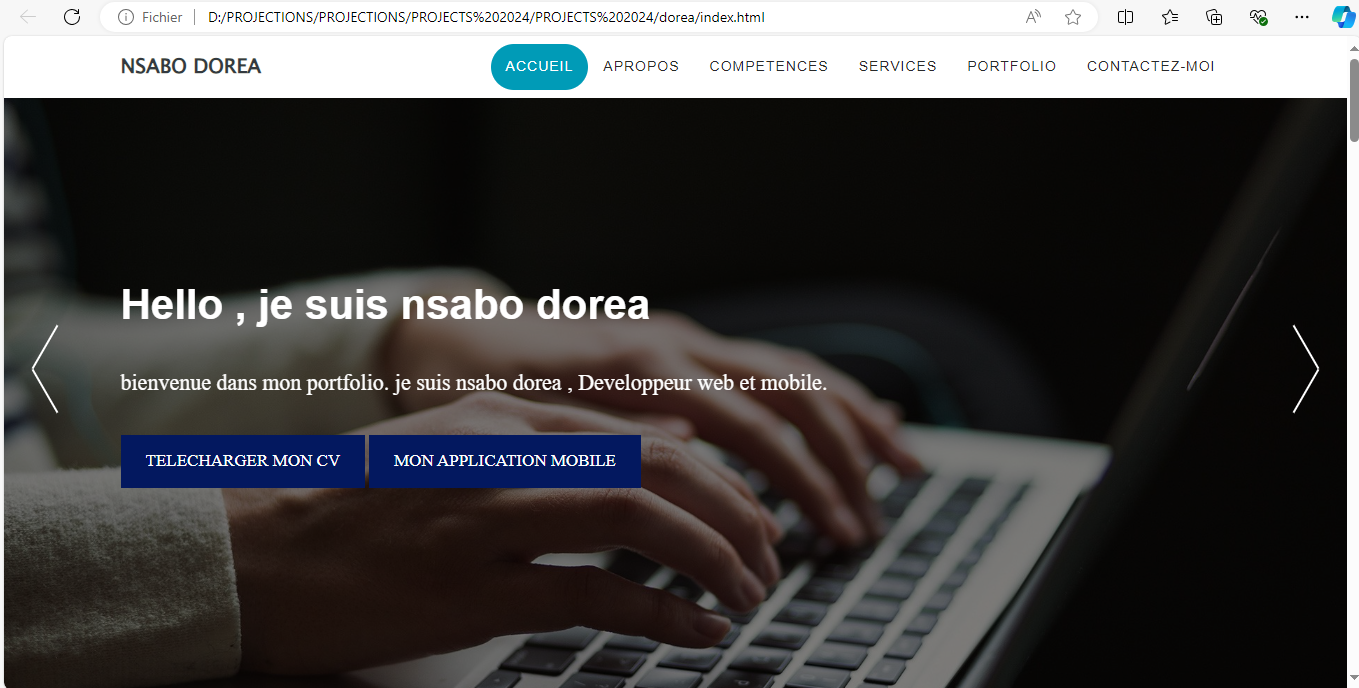 Fichier D:/PROJECTIONS/PROJECTIONS/PROJECTS%202024/PROJECTS%202024/dorea/index.html
NSABO DOREA ACCUEIL APROPOS COMPETENCES SERVICES PORTFOLIO CONTACTEZ-MOI
Hello , je suis nsabo dorea
bienvenue dans mon portfolio. je suis nsabo dorea , Developpeur web et mobile.
TELECHARGER MON CV MON APPLICATION MOBILE